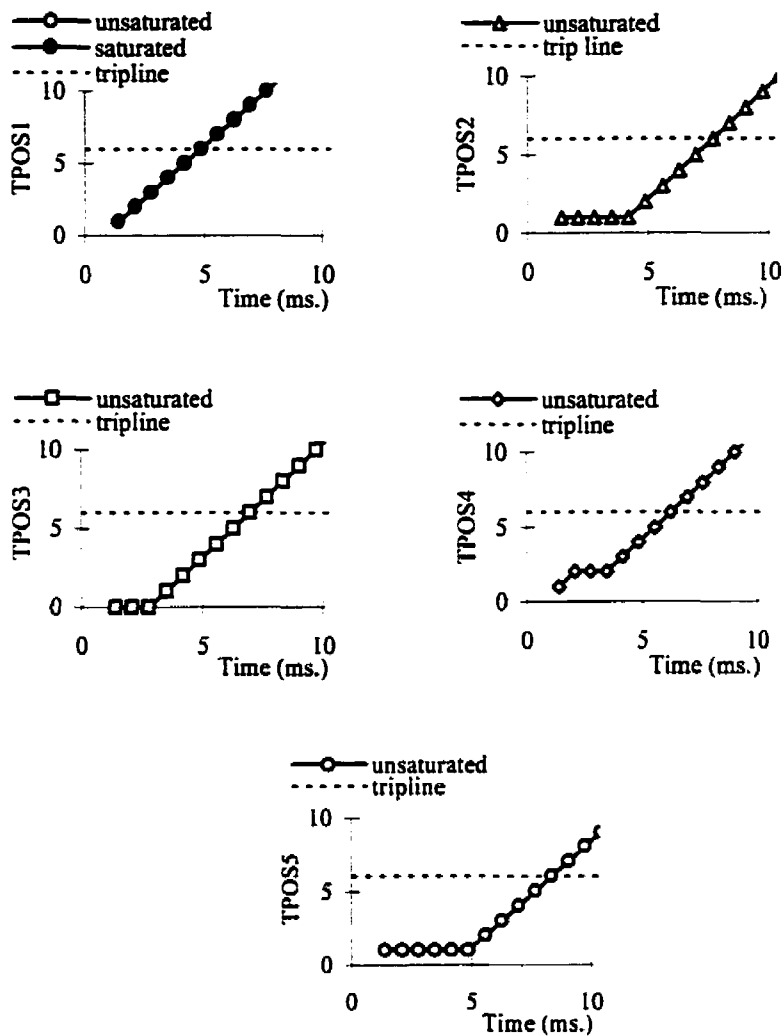 unsaturated
saturated
tripline
TPOS1
10
5
0
0 5 10
Time (ms.)
unsaturated
trip line
TPOS2
10
5
0
0 5 10
Time (ms.)
unsaturated
tripline
TPOS3
10
5
0
0 5 10
Time (ms.)
unsaturated
tripline
TPOS4
10
5
0
0 5 10
Time (ms.)
unsaturated
tripline
TPOS5
10
5
0
0 5 10
Time (ms.)